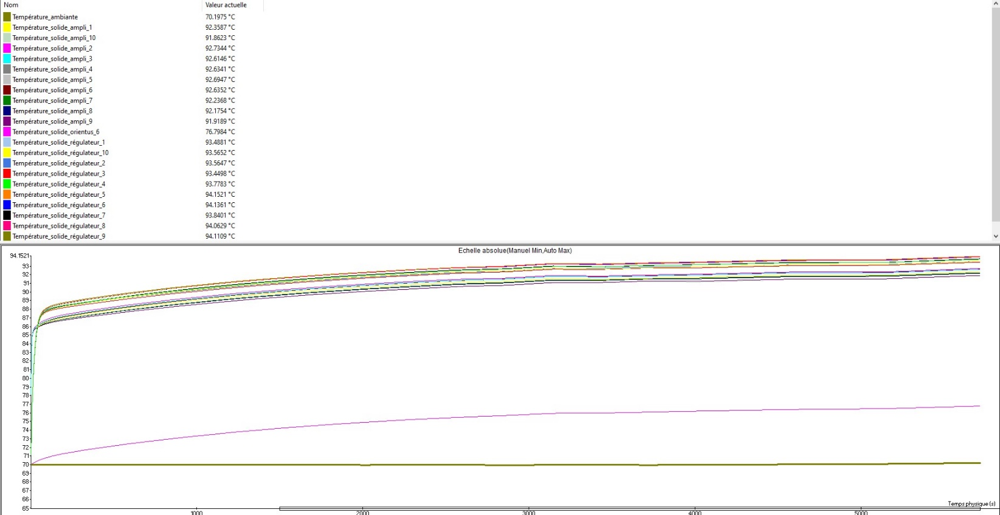 Nom Valeur actuelle
Température_ambiante 70.1975 °C
Température_solide_ampli_1 92.3587 °C
Température_solide_ampli_10 91.8623 °C
Température_solide_ampli_2 92.7344 °C
Température_solide_ampli_3 92.6146 °C
Température_solide_ampli_4 92.6341 °C
Température_solide_ampli_5 92.6947 °C
Température_solide_ampli_6 92.6352 °C
Température_solide_ampli_7 92.2368 °C
Température_solide_ampli_8 92.1754 °C
Température_solide_ampli_9 91.9189 °C
Température_solide_orientus_6 76.7984 °C
Température_solide_régulateur_1 93.4881 °C
Température_solide_régulateur_10 93.5652 °C
Température_solide_régulateur_2 93.5647 °C
Température_solide_régulateur_3 93.4498 °C
Température_solide_régulateur_4 93.7783 °C
Température_solide_régulateur_5 94.1521 °C
Température_solide_régulateur_6 94.1361 °C
Température_solide_régulateur_7 93.8401 °C
Température_solide_régulateur_8 94.0629 °C
Température_solide_régulateur_9 94.1109 °C
Echelle absolue(Manuel Min,Auto Max)
94.1521
93
92
91
90
89
88
87
86
85
84
83
82
81
80
79
78
77
76
75
74
73
72
71
70
69
68
67
66
65
Temps physique (s)
1000 2000 3000 4000 5000